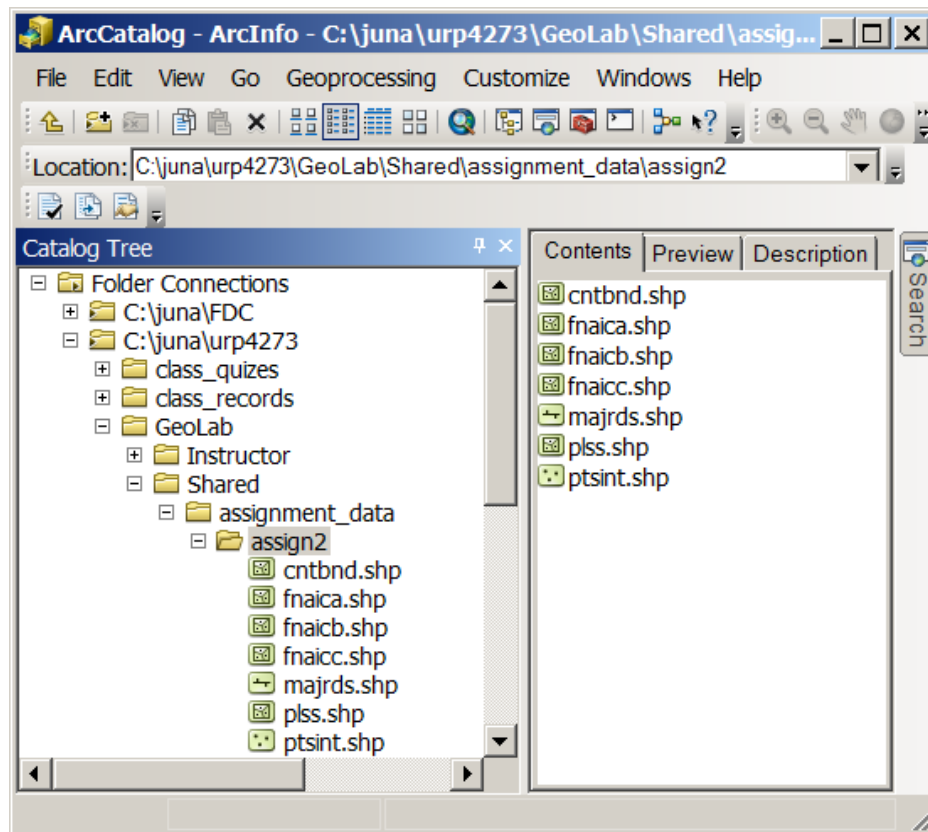 ArcCatalog - ArcInfo - C:\juna\urp4273\GeoLab\Shared\assig...
File Edit View Go Geoprocessing Customize Windows Help
Location: C:\juna\urp4273\GeoLab\Shared\assignment_data\assign2
Catalog Tree
Folder Connections
C:\juna\FDC
C:\juna\urp4273
class_quizes
class_records
GeoLab
Instructor
Shared
assignment_data
assign2
cntbnd.shp
fnaica.shp
fnaicb.shp
fnaicc.shp
majrds.shp
plss.shp
ptsint.shp
Contents Preview Description
cntbnd.shp
fnaica.shp
fnaicb.shp
fnaicc.shp
majrds.shp
plss.shp
ptsint.shp
Search